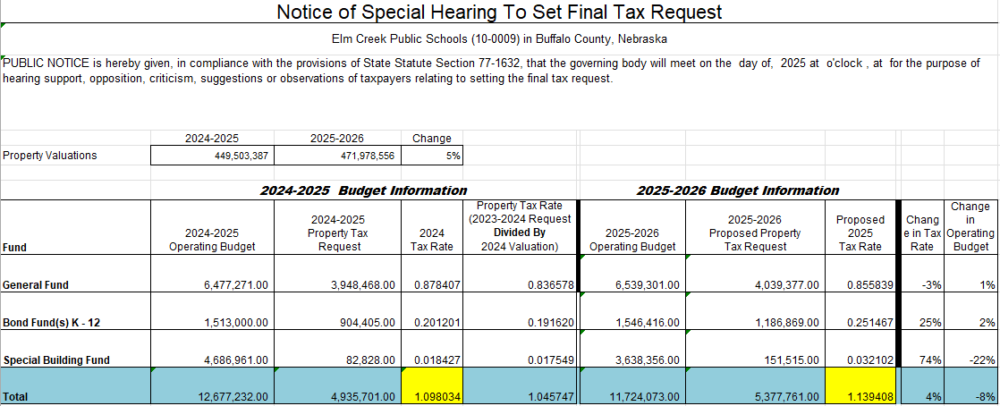 Notice of Special Hearing To Set Final Tax Request
Elm Creek Public Schools (10-0009) in Buffalo County, Nebraska
PUBLIC NOTICE is hereby given, in compliance with the provisions of State Statute Section 77-1632, that the governing body will meet on the day of, 2025 at o'clock , at for the purpose of
hearing support, opposition, criticism, suggestions or observations of taxpayers relating to setting the final tax request.
2024-2025 2025-2026 Change
Property Valuations 449,503,387 471,978,556 5%
2024-2025 Budget Information 2025-2026 Budget Information
Fund
2024-2025
Operating Budget
2024-2025
Property Tax
Request
2024
Tax Rate
Property Tax Rate
(2023-2024 Request
Divided By
2024 Valuation)
2025-2026
Operating Budget
2025-2026
Proposed Property
Tax Request
Proposed
2025
Tax Rate
Chang
e in Tax
Rate
Change
in
Operating
Budget
General Fund 6,477,271.00 3,948,468.00 0.878407 0.836578 6,539,301.00 4,039,377.00 0.855839 -3% 1%
Bond Fund(s) K - 12 1,513,000.00 904,405.00 0.201201 0.191620 1,546,416.00 1,186,869.00 0.251467 25% 2%
Special Building Fund 4,686,961.00 82,828.00 0.018427 0.017549 3,638,356.00 151,515.00 0.032102 74% -22%
Total 12,677,232.00 4,935,701.00 1.098034 1.045747 11,724,073.00 5,377,761.00 1.139408 4% -8%